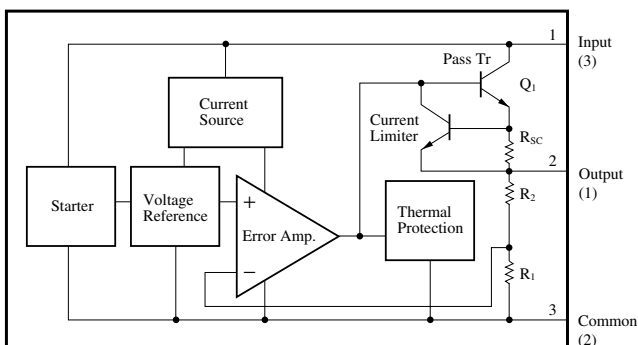 1
Input
(3)
Pass Tr
Q1
Current
Source
Current
Limiter
RSC
2
Output
(1)
Starter
Voltage
Reference
+
Error Amp.
−
Thermal
Protection
R2
R1
3
Common
(2)